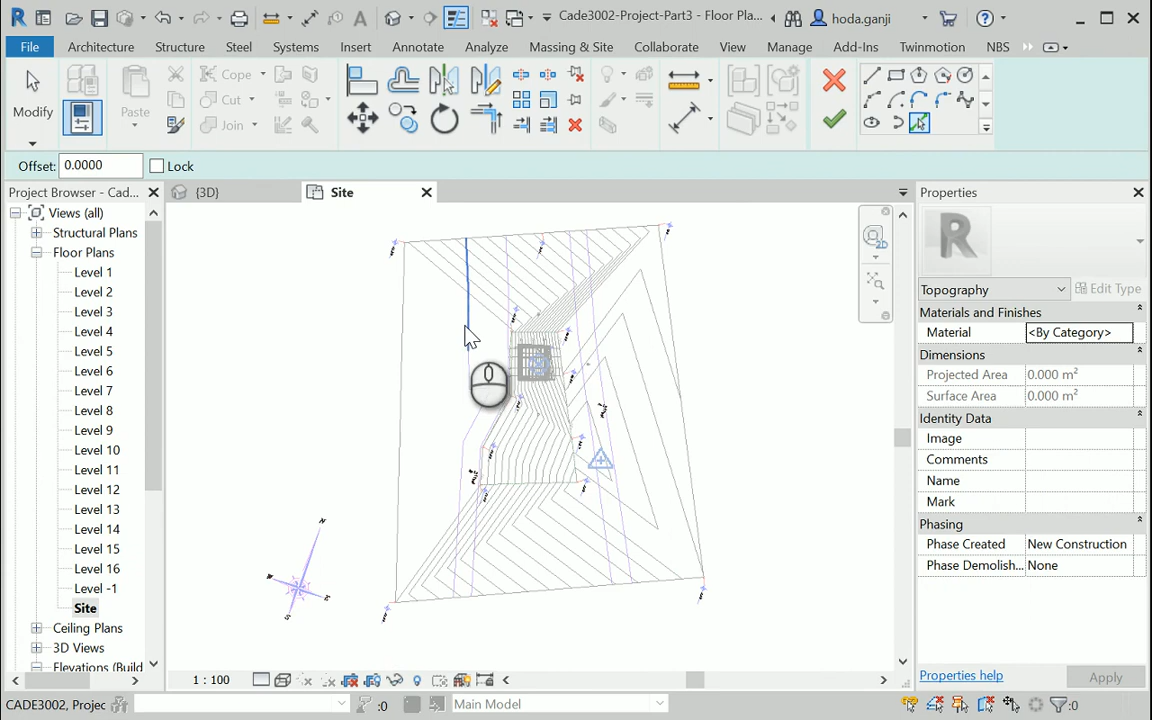 Cade3002-Project-Part3 - Floor Pla...
hoda.ganji
File Architecture Structure Steel Systems Insert Annotate Analyze Massing & Site Collaborate View Manage Add-Ins Twinmotion NBS
Modify
Paste
Cope
Cut
Join
Offset: 0.0000 Lock
Project Browser - Cad...
{3D}
Site
Properties
Views (all)
Structural Plans
Floor Plans
Level 1
Level 2
Level 3
Level 4
Level 5
Level 6
Level 7
Level 8
Level 9
Level 10
Level 11
Level 12
Level 13
Level 14
Level 15
Level 16
Level -1
Site
Ceiling Plans
3D Views
Elevations (Build
2D
R
Topography
Edit Type
Materials and Finishes
Material <By Category>
Dimensions
Projected Area 0.000 m²
Surface Area 0.000 m²
Identity Data
Image
Comments
Name
Mark
Phasing
Phase Created New Construction
Phase Demolish... None
Properties help
Apply
1 : 100
CADE3002, Projec
:0
Main Model
:0